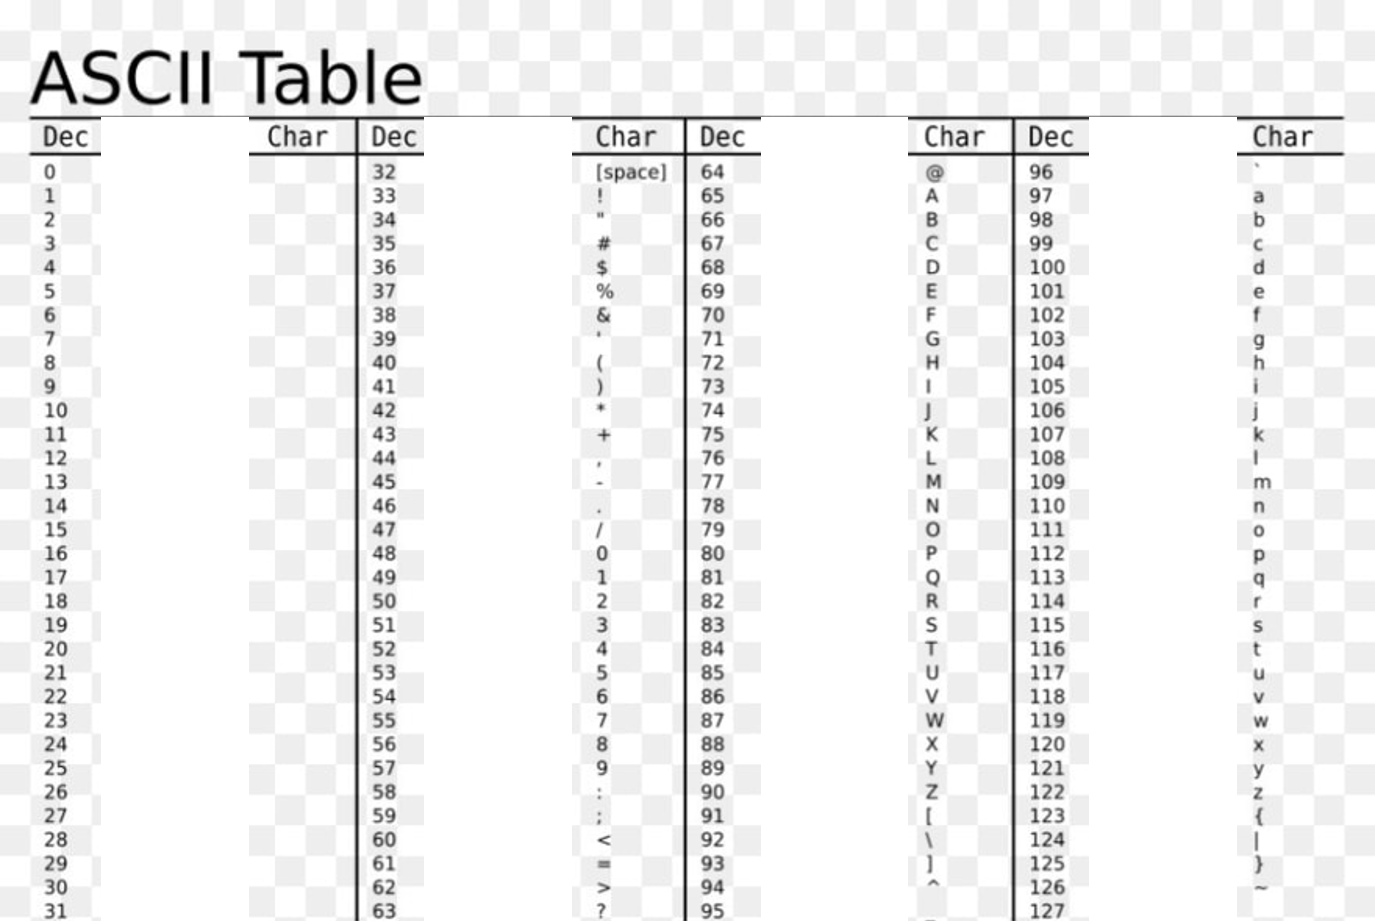 ASCII Table
Dec Char Dec Char Dec Char Dec Char
0 32 [space] 64 @ 96 `
1 33 ! 65 A 97 a
2 34 " 66 B 98 b
3 35 # 67 C 99 c
4 36 $ 68 D 100 d
5 37 % 69 E 101 e
6 38 & 70 F 102 f
7 39 ' 71 G 103 g
8 40 ( 72 H 104 h
9 41 ) 73 I 105 i
10 42 * 74 J 106 j
11 43 + 75 K 107 k
12 44 , 76 L 108 l
13 45 - 77 M 109 m
14 46 . 78 N 110 n
15 47 / 79 O 111 o
16 48 0 80 P 112 p
17 49 1 81 Q 113 q
18 50 2 82 R 114 r
19 51 3 83 S 115 s
20 52 4 84 T 116 t
21 53 5 85 U 117 u
22 54 6 86 V 118 v
23 55 7 87 W 119 w
24 56 8 88 X 120 x
25 57 9 89 Y 121 y
26 58 : 90 Z 122 z
27 59 ; 91 [ 123 {
28 60 < 92 \ 124 |
29 61 = 93 ] 125 }
30 62 > 94 ^ 126 ~
31 63 ? 95 _ 127